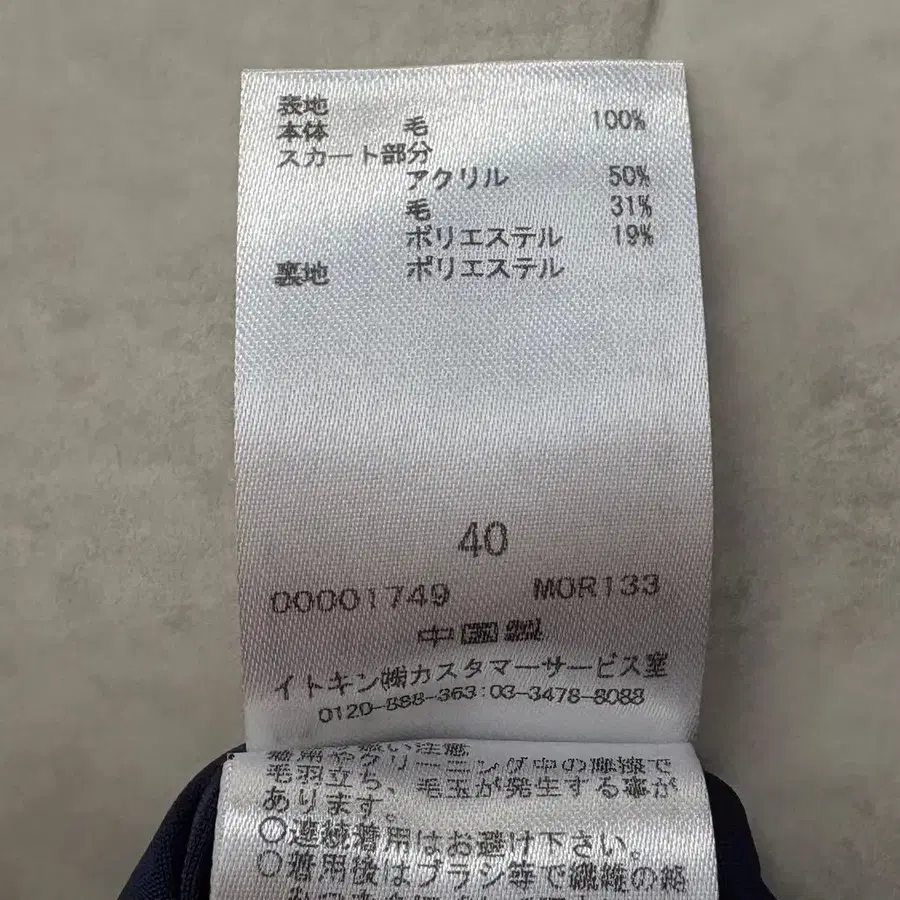 表地
本体 毛 100%
スカート部分
アクリル 50%
毛 31%
ポリエステル 19%
裏地 ポリエステル
40
00001749 MOR133
中国製
イトキン㈱カスタマーサービス室
0120-888-363:03-3478-8088
着用やクリーニング中の摩擦で
毛羽立ち、毛玉が発生する事が
あります。
○連続着用はお避け下さい。
○着用後はブラシ等で繊維の絡